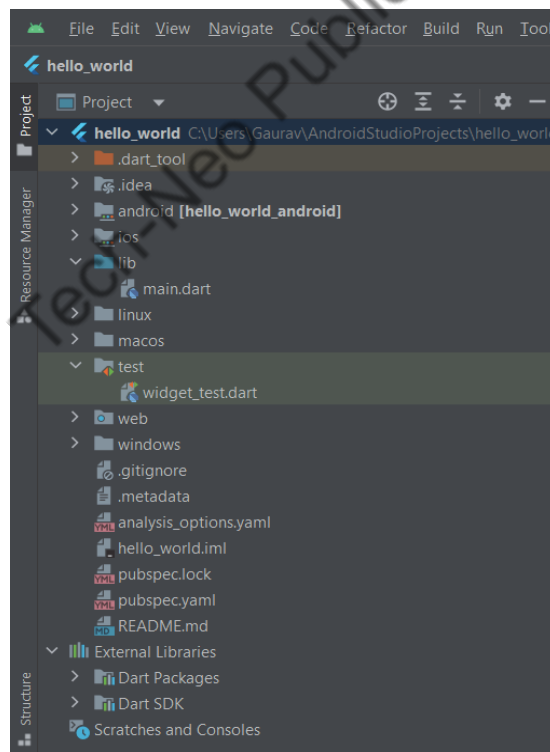 File Edit View Navigate Code Refactor Build Run Tool
hello_world
Project
Project
hello_world C:\Users\Gaurav\AndroidStudioProjects\hello_worl
.dart_tool
.idea
android [hello_world_android]
ios
lib
main.dart
linux
macos
test
widget_test.dart
web
windows
.gitignore
.metadata
analysis_options.yaml
hello_world.iml
pubspec.lock
pubspec.yaml
README.md
External Libraries
Dart Packages
Dart SDK
Scratches and Consoles
Resource Manager
Structure
Tech-Neo Public